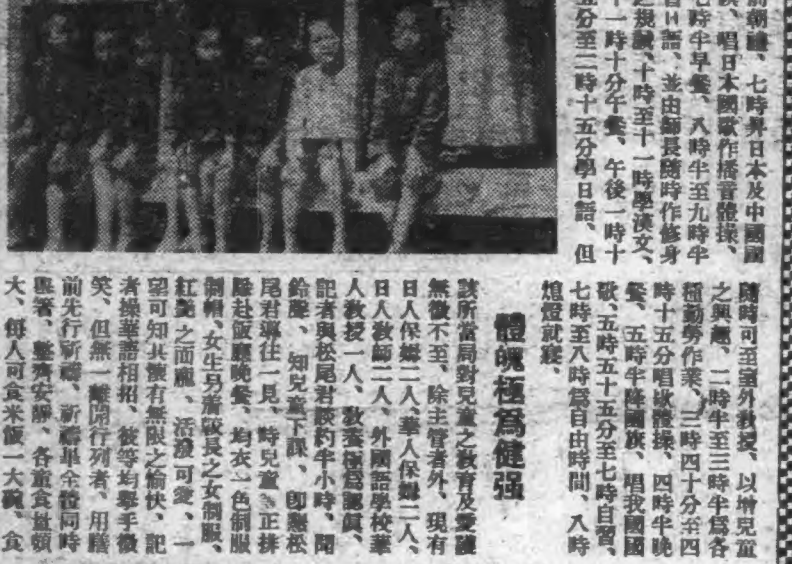 前朝禱、七時昇日本及中國國
旗、唱日本國歌作播音體操、
七時半早餐、八時半至九時半
習日語、並由師長隨時作修身
之規誡、十時至十一時學漢文、
十一時十分午餐、午後一時十
五分至二時十五分學日語、但
隨時可至室外教授、以增兒童
之興趣、二時半至三時半爲各
種勤勞作業、三時四十分至四
時十五分唱歌體操、四時半晚
餐、五時半降國旗、唱我國國
歌、五時五十五分至七時自習、
七時至八時爲自由時間、八時
熄燈就寢、
體魄極爲健强
該所當局對兒童之教育及愛護
無微不至、除主管者外、現有
日人保姆二人、華人保姆二人、
日人教師二人、外國語學校華
人教授一人、教養極爲認眞、
記者與松尾君談約半小時、聞
鈴聲、知兒童下課、卽懇松
尾君導往一見、時兒童正排
隊赴飯廳晚餐、均衣一色制服
制帽、女生另着較長之女制服、
紅艷之面龐、活潑可愛、一
望可知其懷有無限之愉快、記
者操華語相招、彼等均舉手微
笑、但無一離開行列者、用膳
前先行祈禱、祈禱畢全體同時
舉箸、整齊安靜、各童食量頗
大、每人可食米飯一大碗、食